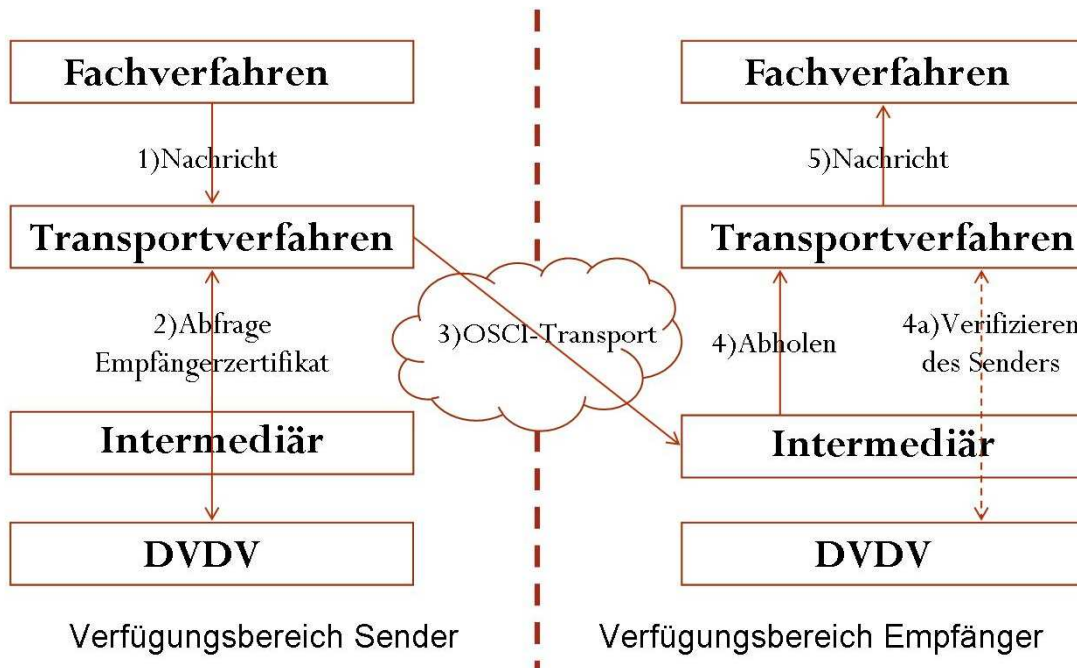 Fachverfahren
1)Nachricht
Transportverfahren
2)Abfrage
Empfängerzertifikat
Intermediär
DVDV
Verfügungsbereich Sender
3)OSCI-Transport
Fachverfahren
5)Nachricht
Transportverfahren
4)Abholen
4a)Verifizieren
des Senders
Intermediär
DVDV
Verfügungsbereich Empfänger